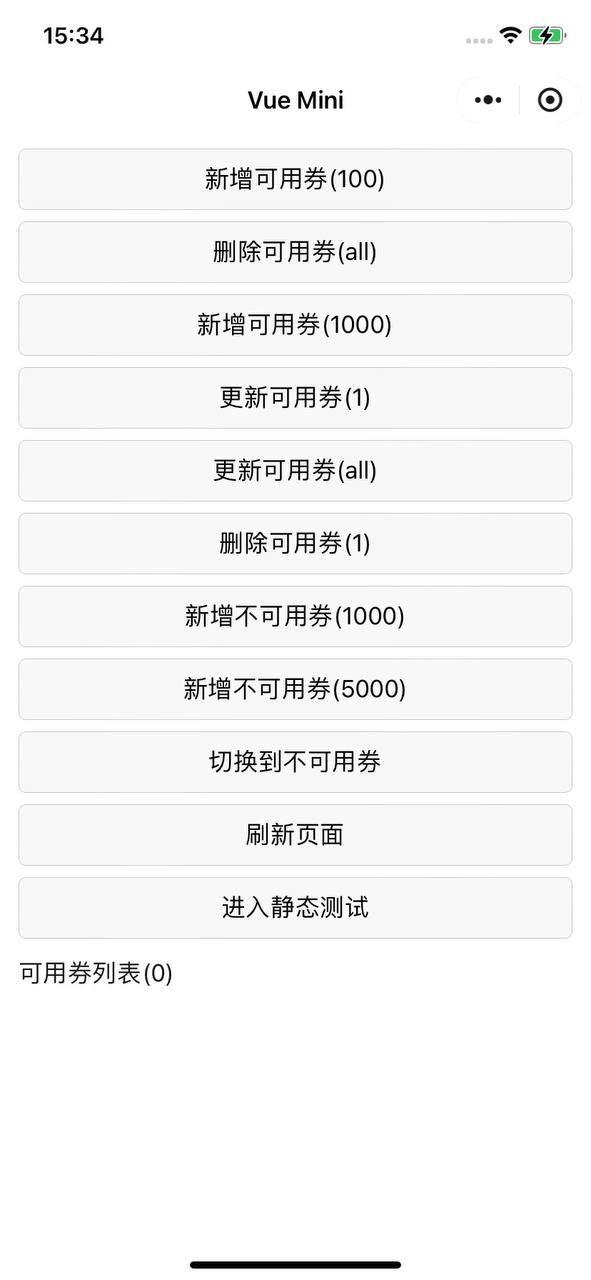 15:34
Vue Mini
新增可用券(100)
删除可用券(all)
新增可用券(1000)
更新可用券(1)
更新可用券(all)
删除可用券(1)
新增不可用券(1000)
新增不可用券(5000)
切换到不可用券
刷新页面
进入静态测试
可用券列表(0)